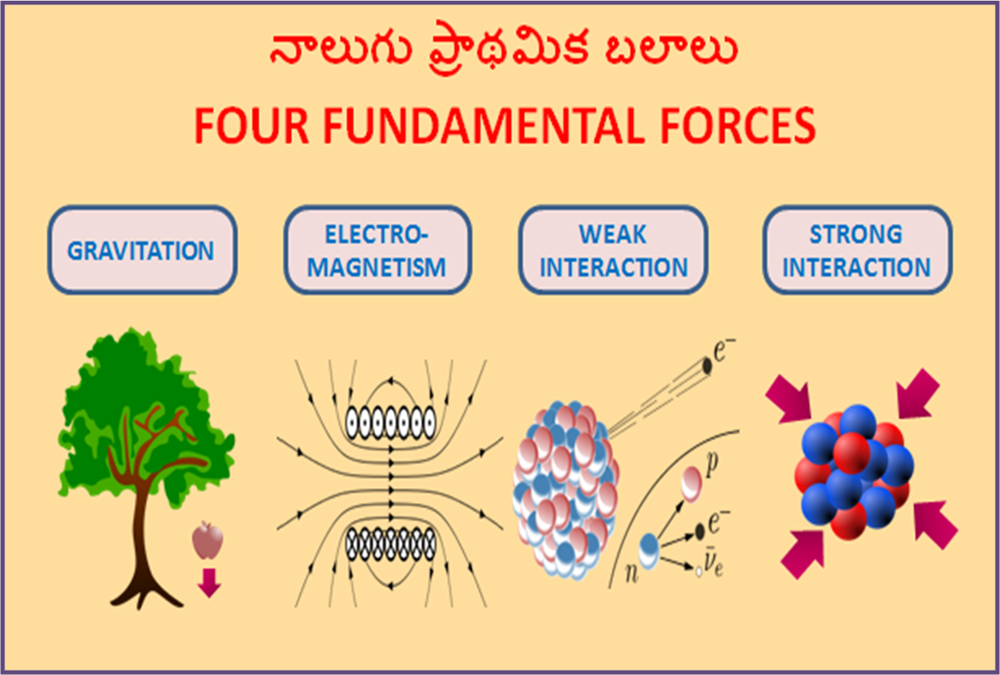 నాలుగు ప్రాథమిక బలాలు
FOUR FUNDAMENTAL FORCES
GRAVITATION
ELECTRO-
MAGNETISM
WEAK
INTERACTION
STRONG
INTERACTION
e⁻
p
e⁻
n
ν̄ₑ